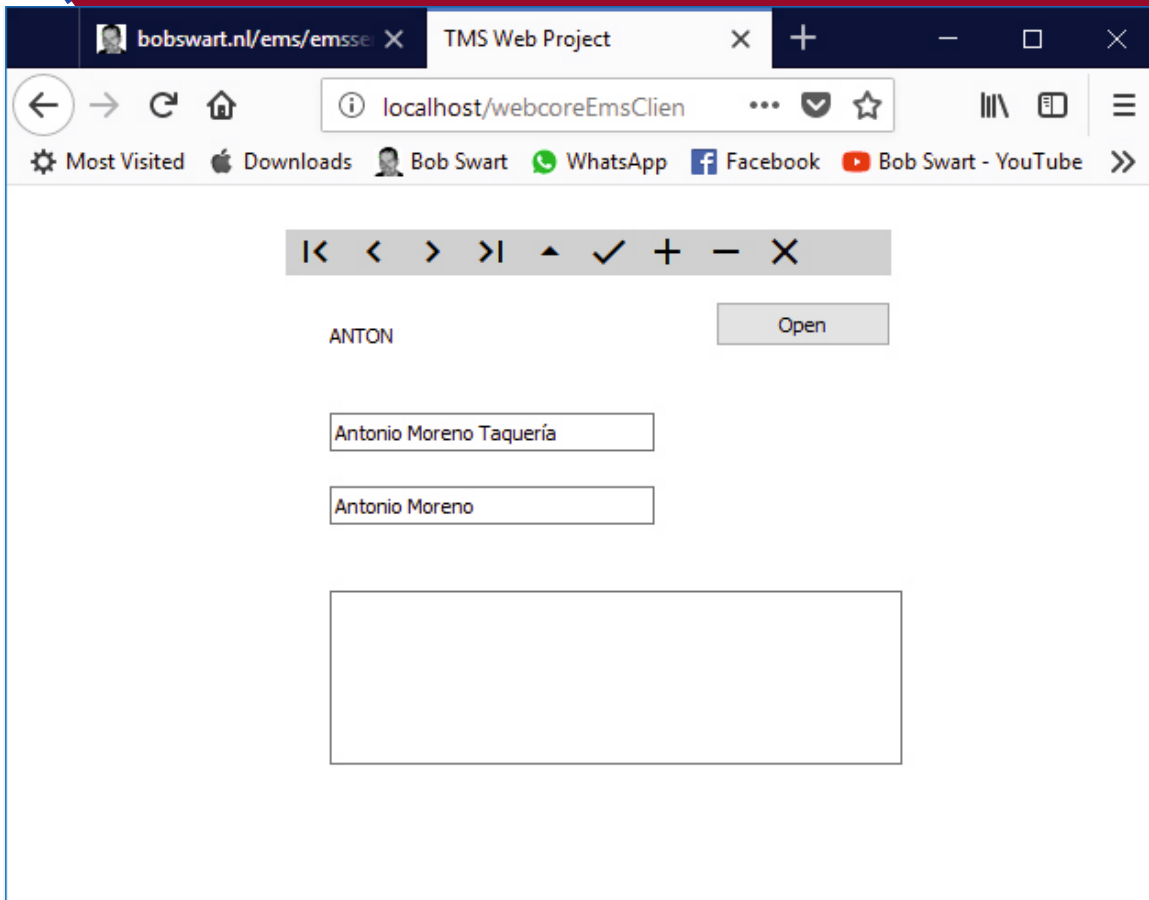 bobswart.nl/ems/emsse
TMS Web Project
localhost/webcoreEmsClien
Most Visited
Downloads
Bob Swart
WhatsApp
Facebook
Bob Swart - YouTube
ANTON
Open
Antonio Moreno Taquería
Antonio Moreno